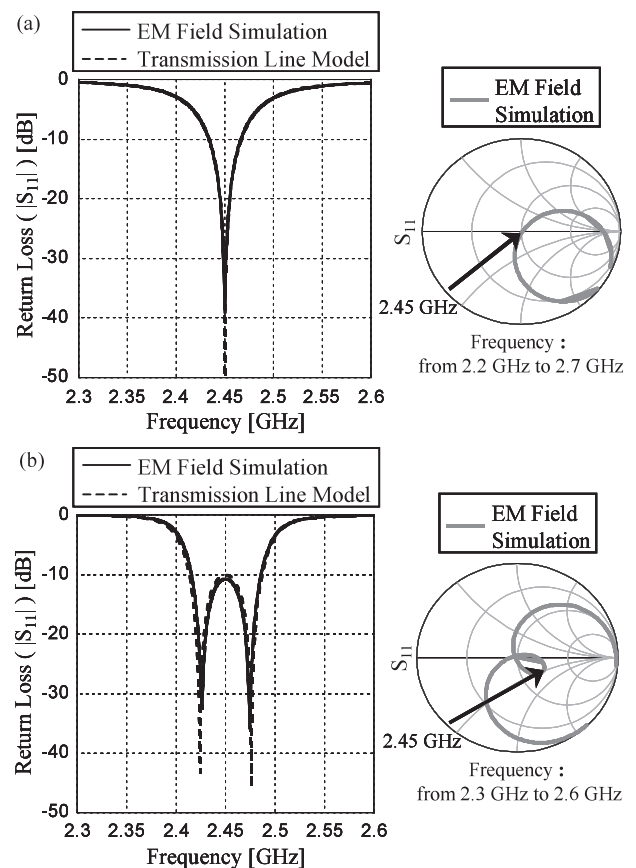 (a)
EM Field Simulation
Transmission Line Model
0
-10
-20
-30
-40
-50
Return Loss ( |S11| ) [dB]
2.3 2.35 2.4 2.45 2.5 2.55 2.6
Frequency [GHz]
EM Field
Simulation
S11
2.45 GHz
Frequency :
from 2.2 GHz to 2.7 GHz
(b)
EM Field Simulation
Transmission Line Model
0
-10
-20
-30
-40
-50
Return Loss ( |S11| ) [dB]
2.3 2.35 2.4 2.45 2.5 2.55 2.6
Frequency [GHz]
EM Field
Simulation
S11
2.45 GHz
Frequency :
from 2.3 GHz to 2.6 GHz